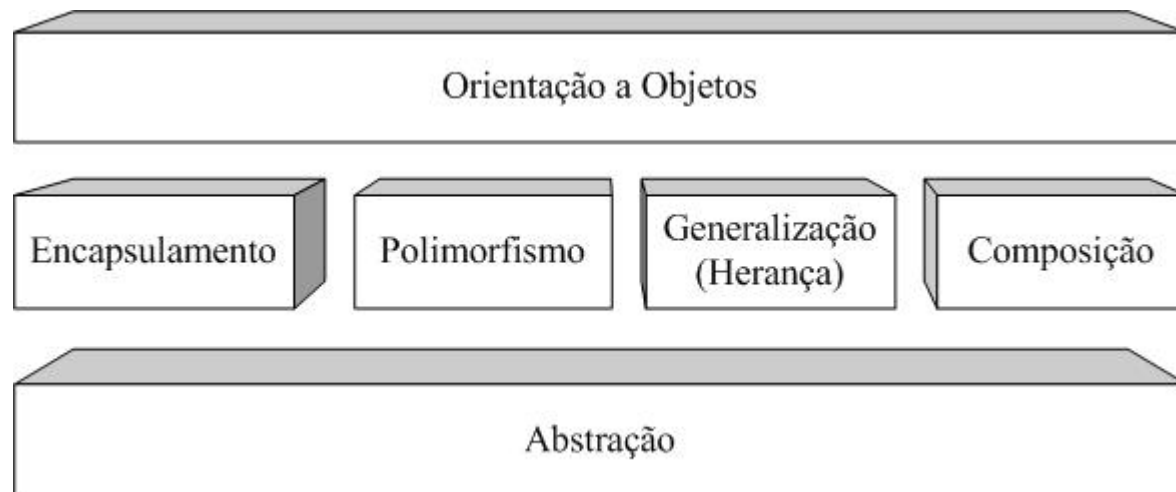 Orientação a Objetos
Encapsulamento
Polimorfismo
Generalização
(Herança)
Composição
Abstração